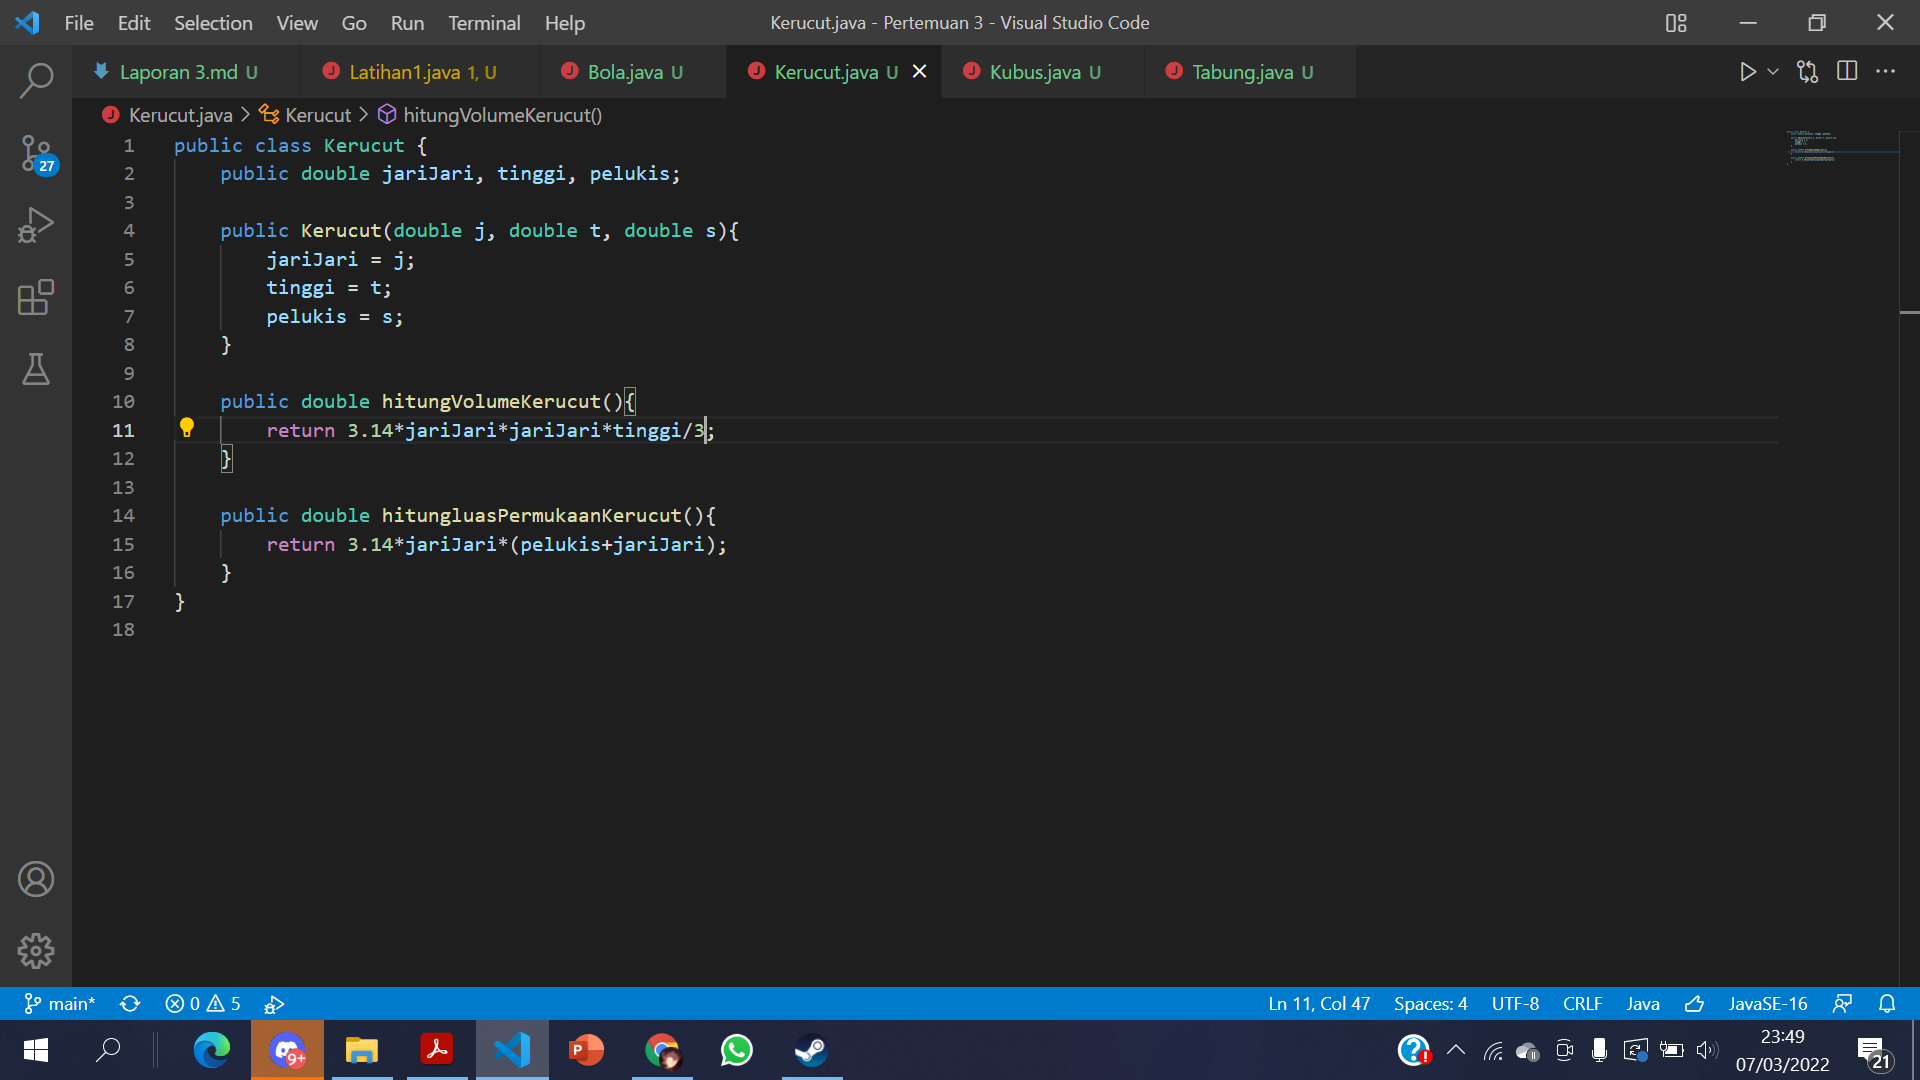 File Edit Selection View Go Run Terminal Help Kerucut.java - Pertemuan 3 - Visual Studio Code
Laporan 3.md U Latihan1.java 1, U Bola.java U Kerucut.java U Kubus.java U Tabung.java U
Kerucut.java > Kerucut > hitungVolumeKerucut()
27
1 public class Kerucut {
2 public double jariJari, tinggi, pelukis;
3
4 public Kerucut(double j, double t, double s){
5 jariJari = j;
6 tinggi = t;
7 pelukis = s;
8 }
9
10 public double hitungVolumeKerucut(){
11 return 3.14*jariJari*jariJari*tinggi/3;
12 }
13
14 public double hitungluasPermukaanKerucut(){
15 return 3.14*jariJari*(pelukis+jariJari);
16 }
17 }
18
main* 0 5 Ln 11, Col 47 Spaces: 4 UTF-8 CRLF Java JavaSE-16
9+ 23:49
07/03/2022 21